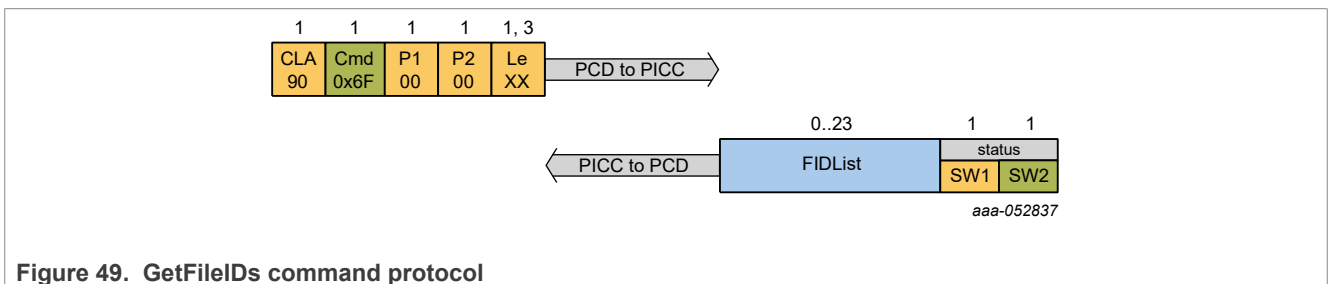 1 1 1 1 1, 3
CLA Cmd P1 P2 Le
90 0x6F 00 00 XX
PCD to PICC
0..23 1 1
PICC to PCD
FIDList
status
SW1 SW2
aaa-052837
Figure 49. GetFileIDs command protocol